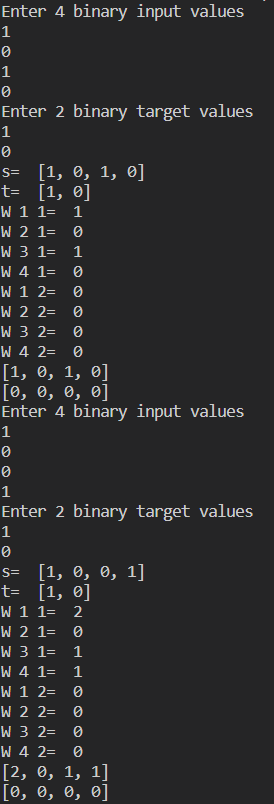 Enter 4 binary input values
1
0
1
0
Enter 2 binary target values
1
0
s=  [1, 0, 1, 0]
t=  [1, 0]
W 1 1=  1
W 2 1=  0
W 3 1=  1
W 4 1=  0
W 1 2=  0
W 2 2=  0
W 3 2=  0
W 4 2=  0
[1, 0, 1, 0]
[0, 0, 0, 0]
Enter 4 binary input values
1
0
0
1
Enter 2 binary target values
1
0
s=  [1, 0, 0, 1]
t=  [1, 0]
W 1 1=  2
W 2 1=  0
W 3 1=  1
W 4 1=  1
W 1 2=  0
W 2 2=  0
W 3 2=  0
W 4 2=  0
[2, 0, 1, 1]
[0, 0, 0, 0]